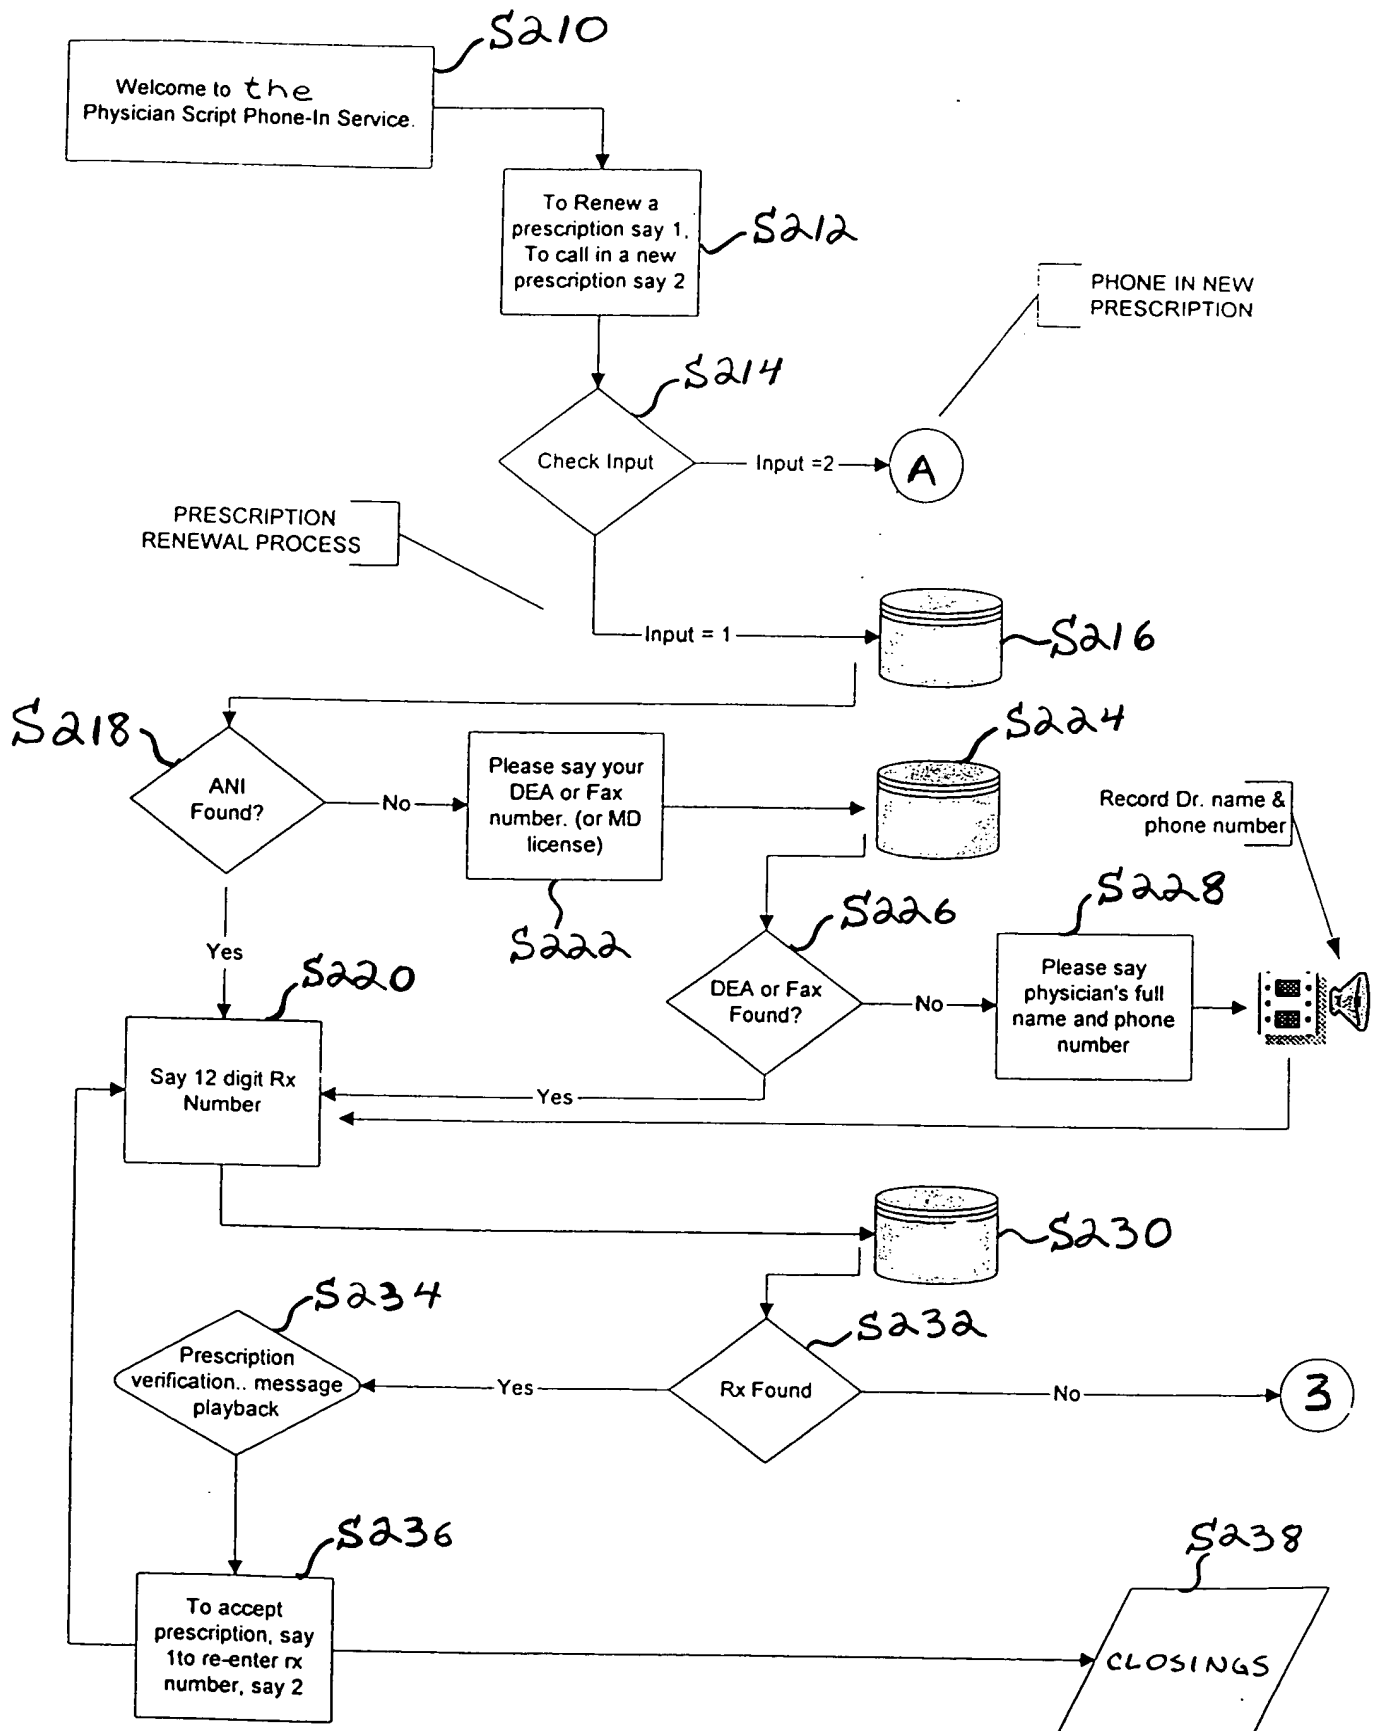 S210
Welcome to the
Physician Script Phone-In Service.
To Renew a
prescription say 1.
To call in a new
prescription say 2
S212
PHONE IN NEW
PRESCRIPTION
S214
Check Input
Input =2
A
PRESCRIPTION
RENEWAL PROCESS
Input = 1
S216
S218
ANI
Found?
No
Please say your
DEA or Fax
number. (or MD
license)
S222
S224
Record Dr. name &
phone number
Yes
S226
DEA or Fax
Found?
No
S228
Please say
physician's full
name and phone
number
S220
Say 12 digit Rx
Number
Yes
S230
S234
Prescription
verification.. message
playback
Yes
S232
Rx Found
No
3
S236
To accept
prescription, say
1to re-enter rx
number, say 2
S238
CLOSINGS